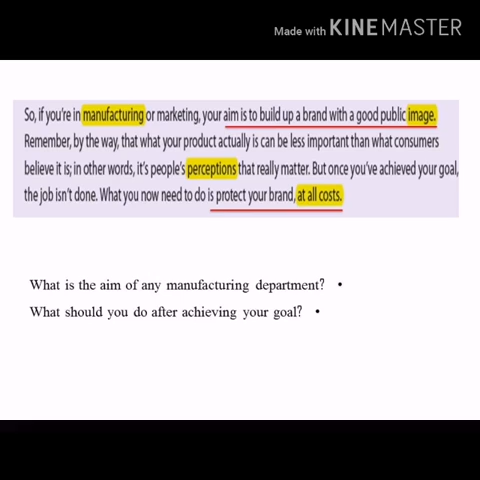 Made with KINEMASTER
So, if you're in manufacturing or marketing, your aim is to build up a brand with a good public image.
Remember, by the way, that what your product actually is can be less important than what consumers
believe it is; in other words, it's people's perceptions that really matter. But once you've achieved your goal,
the job isn't done. What you now need to do is protect your brand, at all costs.
What is the aim of any manufacturing department? •
What should you do after achieving your goal? •